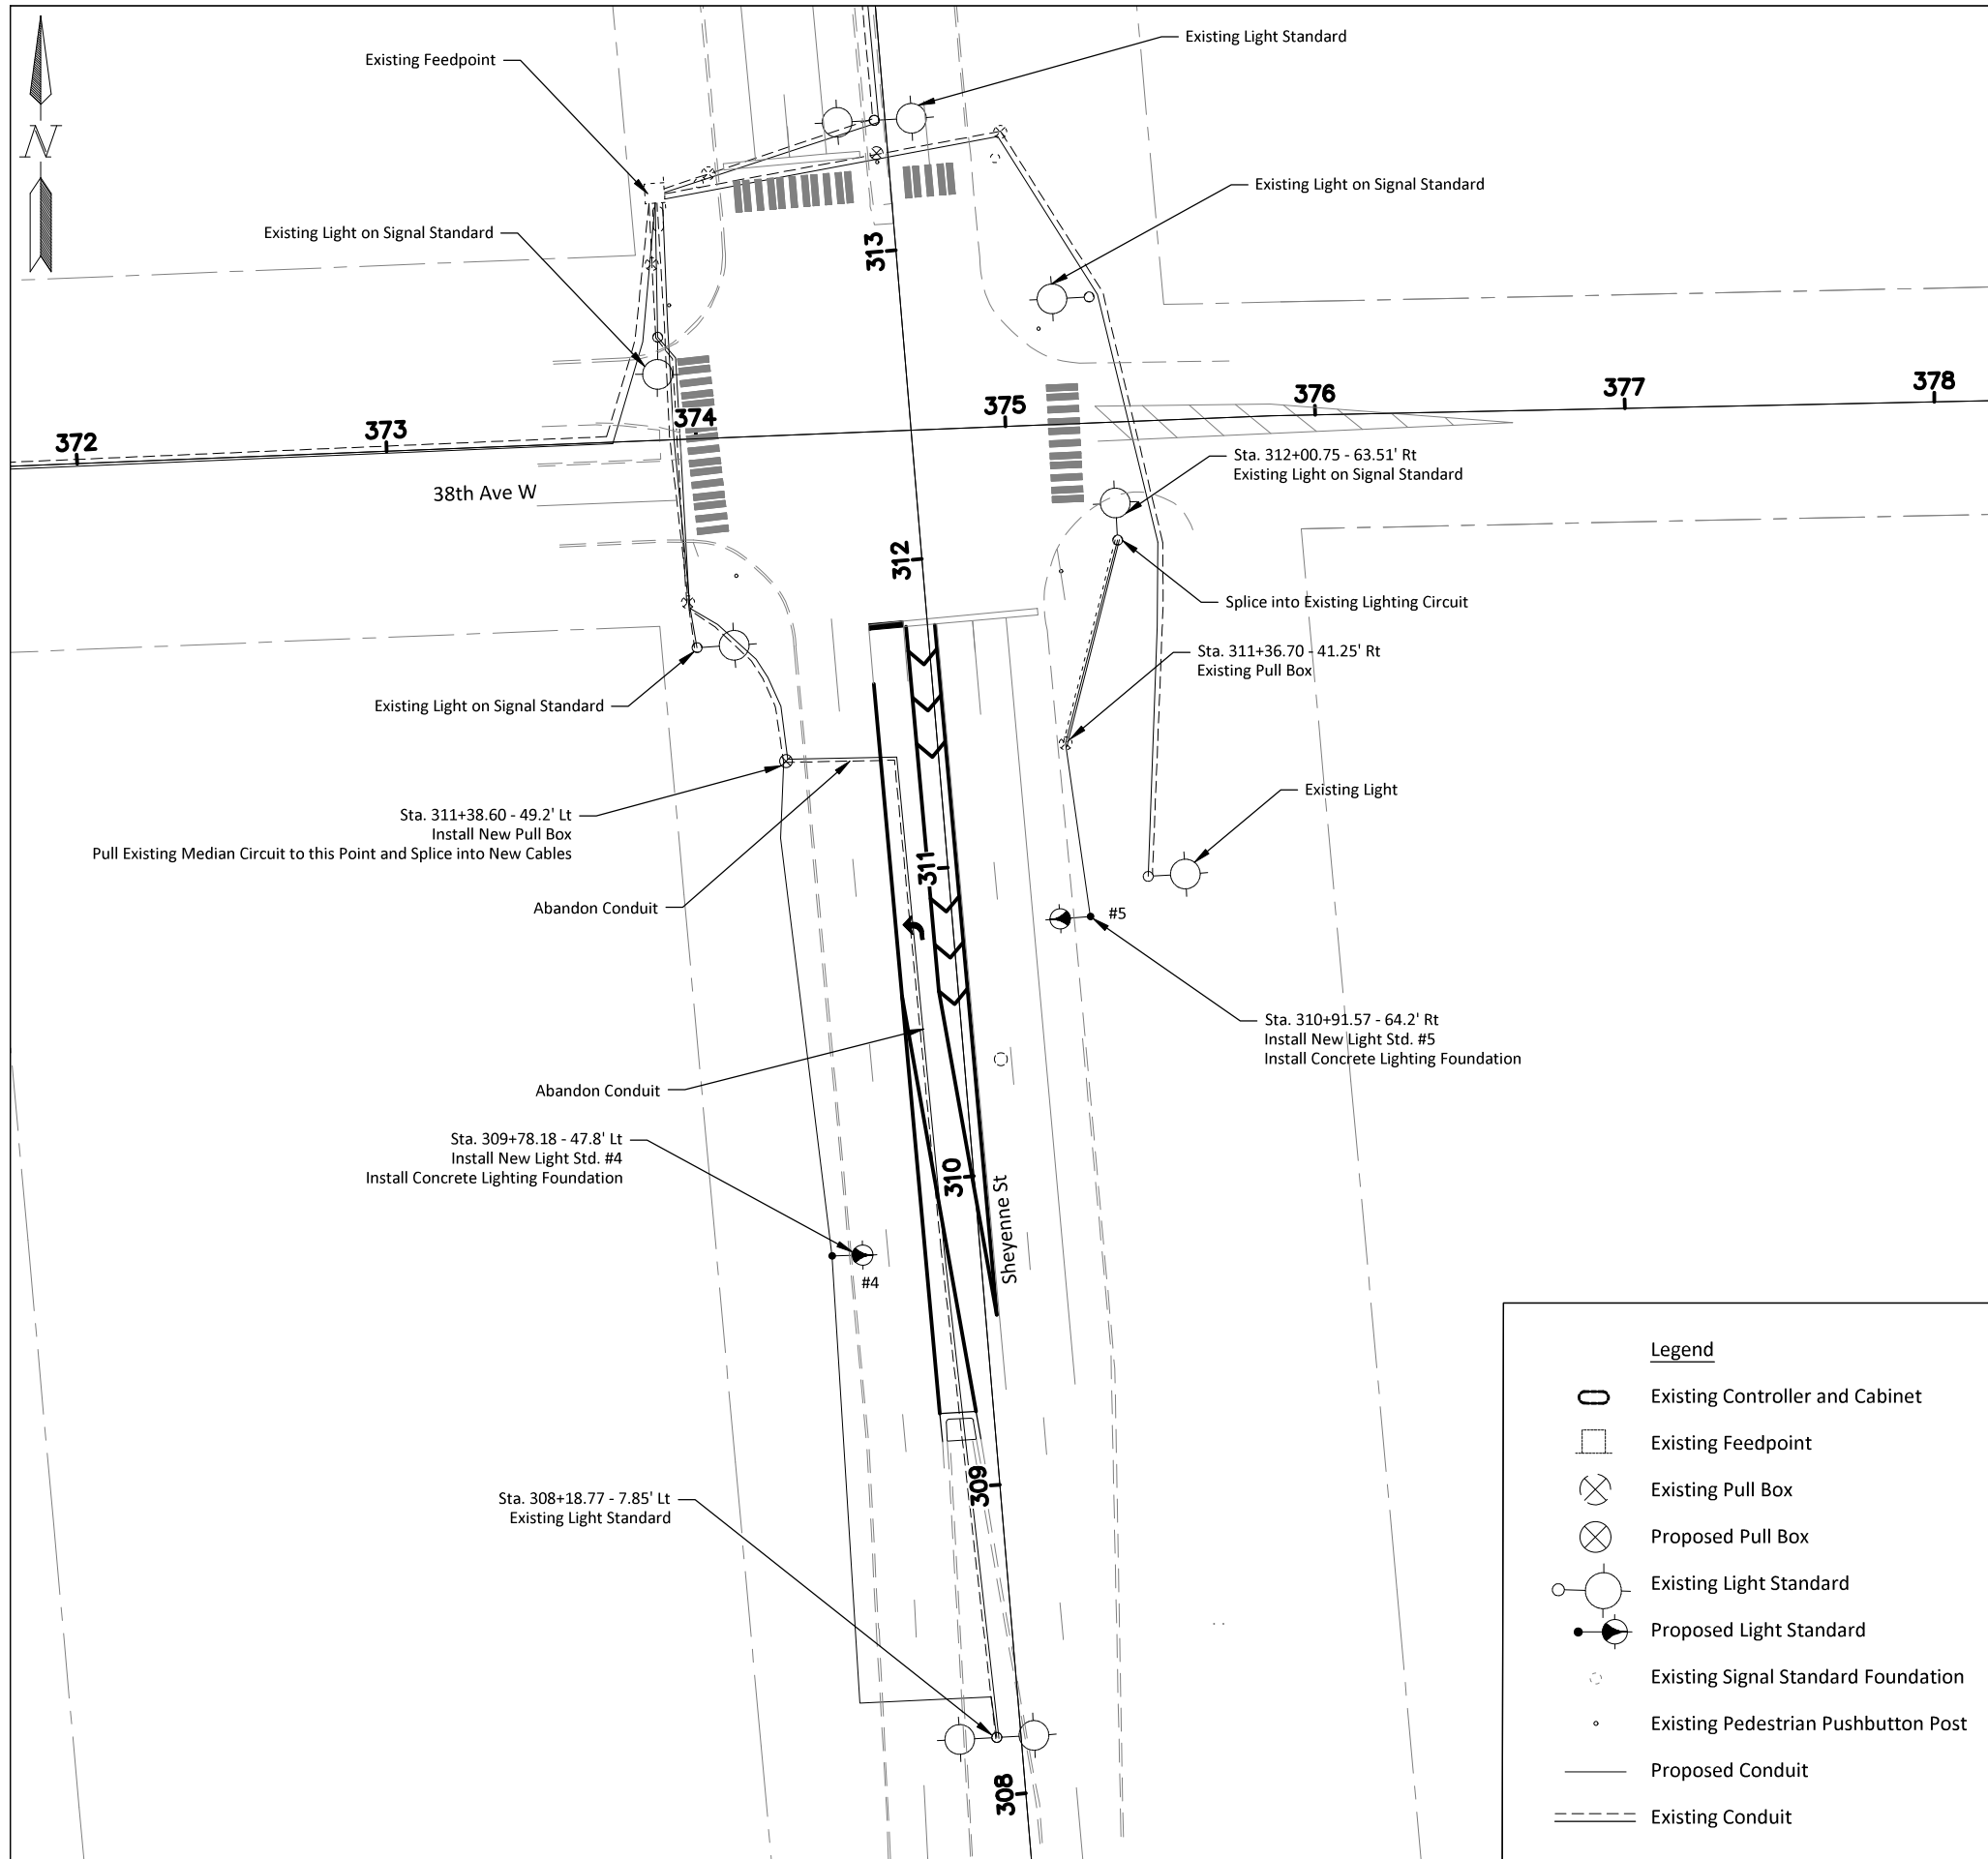 Existing Light Standard
Existing Feedpoint
N
Existing Light on Signal Standard
Existing Light on Signal Standard
313
372
373
374
375
376
377
378
38th Ave W
Sta. 312+00.75 - 63.51' Rt
Existing Light on Signal Standard
312
Splice into Existing Lighting Circuit
Sta. 311+36.70 - 41.25' Rt
Existing Pull Box
Existing Light on Signal Standard
Existing Light
Sta. 311+38.60 - 49.2' Lt
Install New Pull Box
Pull Existing Median Circuit to this Point and Splice into New Cables
311
Abandon Conduit
#5
Sta. 310+91.57 - 64.2' Rt
Install New Light Std. #5
Install Concrete Lighting Foundation
Abandon Conduit
Sta. 309+78.18 - 47.8' Lt
Install New Light Std. #4
Install Concrete Lighting Foundation
310
Sheyenne St
#4
309
Sta. 308+18.77 - 7.85' Lt
Existing Light Standard
308
Legend
Existing Controller and Cabinet
Existing Feedpoint
Existing Pull Box
Proposed Pull Box
Existing Light Standard
Proposed Light Standard
Existing Signal Standard Foundation
Existing Pedestrian Pushbutton Post
Proposed Conduit
Existing Conduit